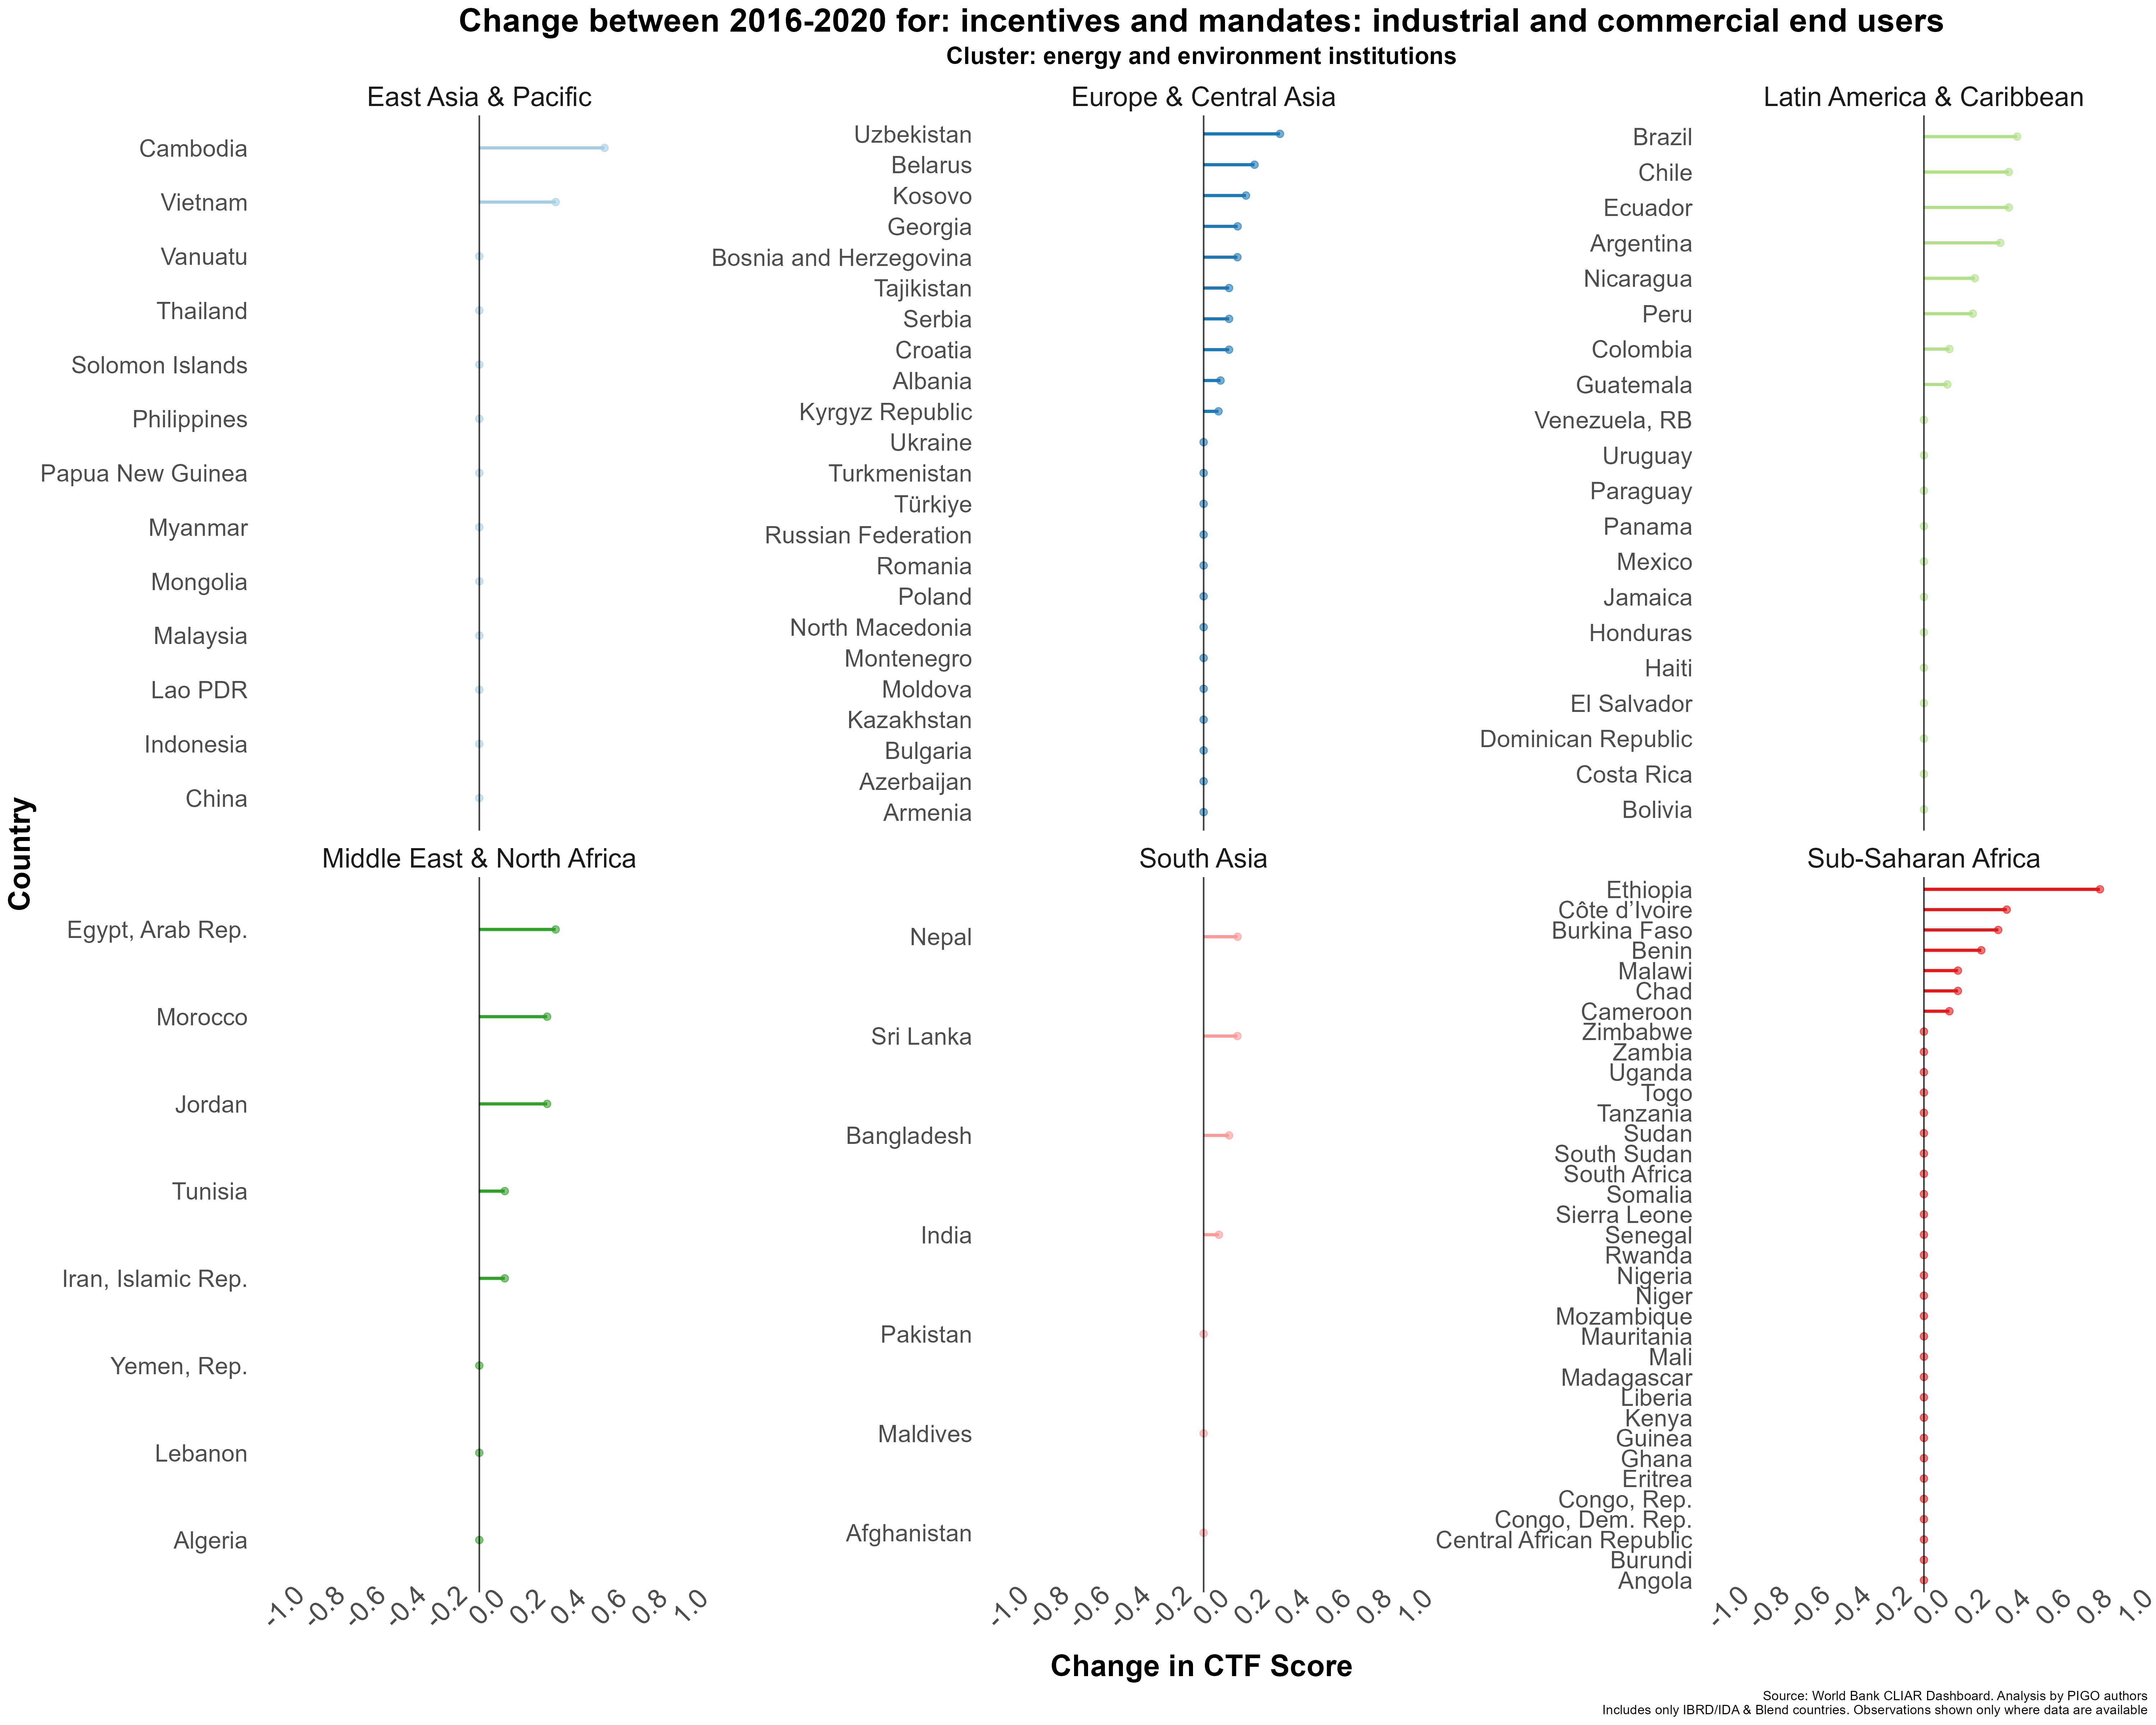 Change between 2016-2020 for: incentives and mandates: industrial and commercial end users
Cluster: energy and environment institutions
East Asia & Pacific
Cambodia
Vietnam
Vanuatu
Thailand
Solomon Islands
Philippines
Papua New Guinea
Myanmar
Mongolia
Malaysia
Lao PDR
Indonesia
China
Europe & Central Asia
Uzbekistan
Belarus
Kosovo
Georgia
Bosnia and Herzegovina
Tajikistan
Serbia
Croatia
Albania
Kyrgyz Republic
Ukraine
Turkmenistan
Türkiye
Russian Federation
Romania
Poland
North Macedonia
Montenegro
Moldova
Kazakhstan
Bulgaria
Azerbaijan
Armenia
Latin America & Caribbean
Brazil
Chile
Ecuador
Argentina
Nicaragua
Peru
Colombia
Guatemala
Venezuela, RB
Uruguay
Paraguay
Panama
Mexico
Jamaica
Honduras
Haiti
El Salvador
Dominican Republic
Costa Rica
Bolivia
Country
Middle East & North Africa
Egypt, Arab Rep.
Morocco
Jordan
Tunisia
Iran, Islamic Rep.
Yemen, Rep.
Lebanon
Algeria
-1.0 -0.8 -0.6 -0.4 -0.2 0.0 0.2 0.4 0.6 0.8 1.0
South Asia
Nepal
Sri Lanka
Bangladesh
India
Pakistan
Maldives
Afghanistan
-1.0 -0.8 -0.6 -0.4 -0.2 0.0 0.2 0.4 0.6 0.8 1.0
Sub-Saharan Africa
Ethiopia
Côte d’Ivoire
Burkina Faso
Benin
Malawi
Chad
Cameroon
Zimbabwe
Zambia
Uganda
Togo
Tanzania
Sudan
South Sudan
South Africa
Somalia
Sierra Leone
Senegal
Rwanda
Nigeria
Niger
Mozambique
Mauritania
Mali
Madagascar
Liberia
Kenya
Guinea
Ghana
Eritrea
Congo, Rep.
Congo, Dem. Rep.
Central African Republic
Burundi
Angola
-1.0 -0.8 -0.6 -0.4 -0.2 0.0 0.2 0.4 0.6 0.8 1.0
Change in CTF Score
Source: World Bank CLIAR Dashboard. Analysis by PIGO authors
Includes only IBRD/IDA & Blend countries. Observations shown only where data are available